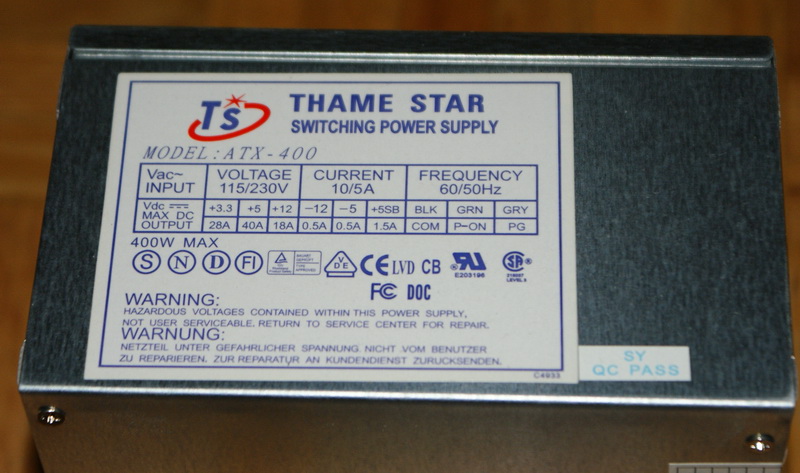 Ts THAME STAR
SWITCHING POWER SUPPLY
MODEL: ATX-400
Vac~ INPUT VOLTAGE 115/230V CURRENT 10/5A FREQUENCY 60/50Hz
Vdc MAX DC OUTPUT +3.3 +5 +12 -12 -5 +5SB BLK GRN GRY
28A 40A 18A 0.5A 0.5A 1.5A COM P-ON PG
400W MAX
S N D FI VDE CE LVD CB RU SA
E203196 LEVEL
FC DOC
WARNING:
HAZARDOUS VOLTAGES CONTAINED WITHIN THIS POWER SUPPLY,
NOT USER SERVICEABLE. RETURN TO SERVICE CENTER FOR REPAIR.
WARNUNG:
NETZTEIL UNTER GEFAHRLICHER SPANNUNG. NICHT VOM BENUTZER
ZU REPARIEREN. ZUR REPARATUR AN KUNDENDIENST ZURUCKSENDEN.
C4933
SY
QC PASS